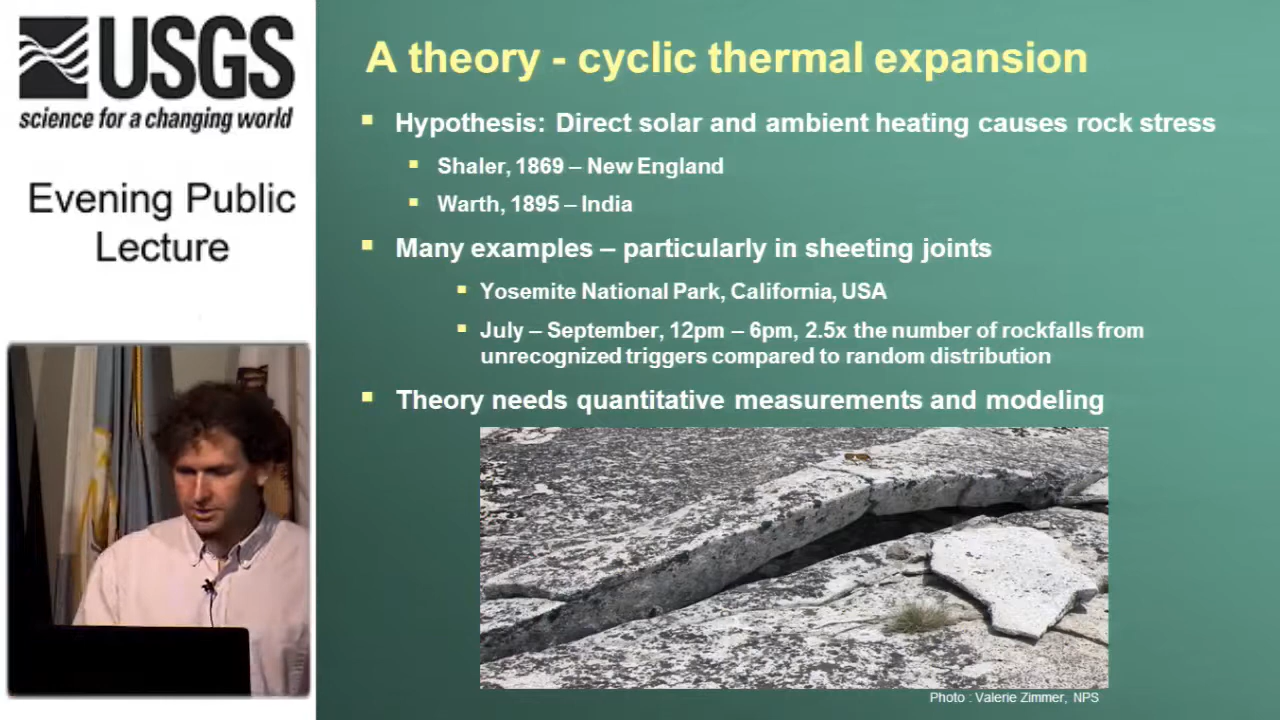 USGS
science for a changing world
Evening Public
Lecture
A theory - cyclic thermal expansion
Hypothesis: Direct solar and ambient heating causes rock stress
Shaler, 1869 – New England
Warth, 1895 – India
Many examples – particularly in sheeting joints
Yosemite National Park, California, USA
July – September, 12pm – 6pm, 2.5x the number of rockfalls from
unrecognized triggers compared to random distribution
Theory needs quantitative measurements and modeling
Photo : Valerie Zimmer, NPS